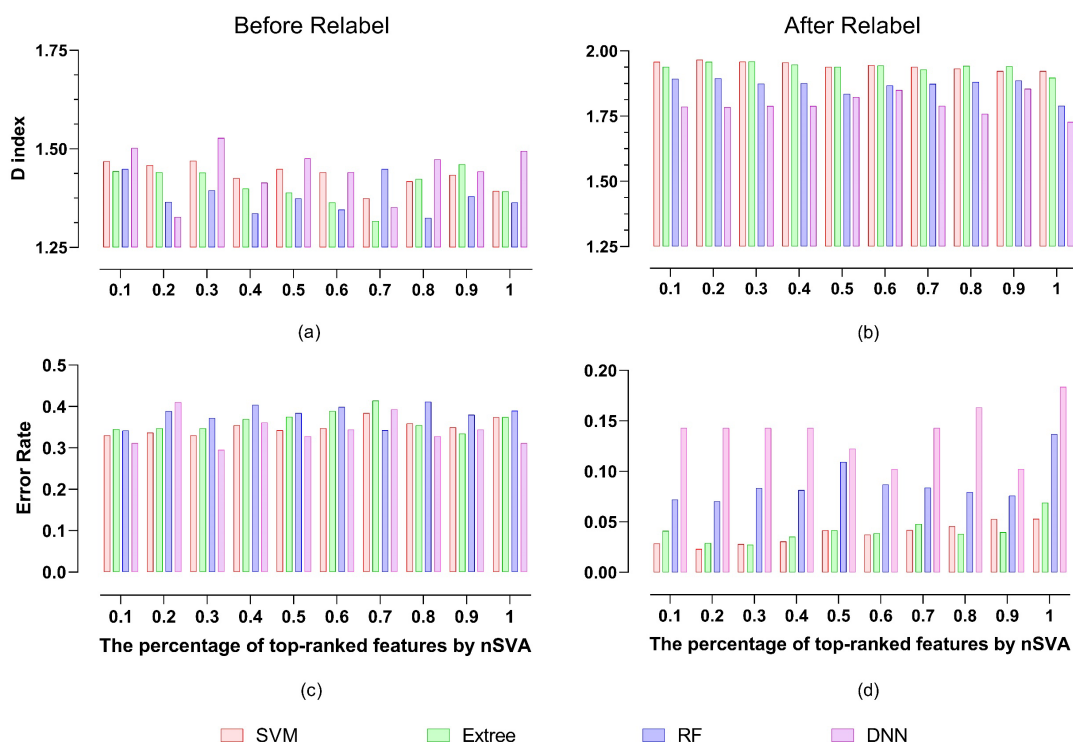 Before Relabel
After Relabel
D index
1.75
1.50
1.25
0.1 0.2 0.3 0.4 0.5 0.6 0.7 0.8 0.9 1
(a)
2.00
1.75
1.50
1.25
0.1 0.2 0.3 0.4 0.5 0.6 0.7 0.8 0.9 1
(b)
Error Rate
0.5
0.4
0.3
0.2
0.1
0.0
0.1 0.2 0.3 0.4 0.5 0.6 0.7 0.8 0.9 1
The percentage of top-ranked features by nSVA
(c)
0.20
0.15
0.10
0.05
0.00
0.1 0.2 0.3 0.4 0.5 0.6 0.7 0.8 0.9 1
The percentage of top-ranked features by nSVA
(d)
SVM Extree RF DNN